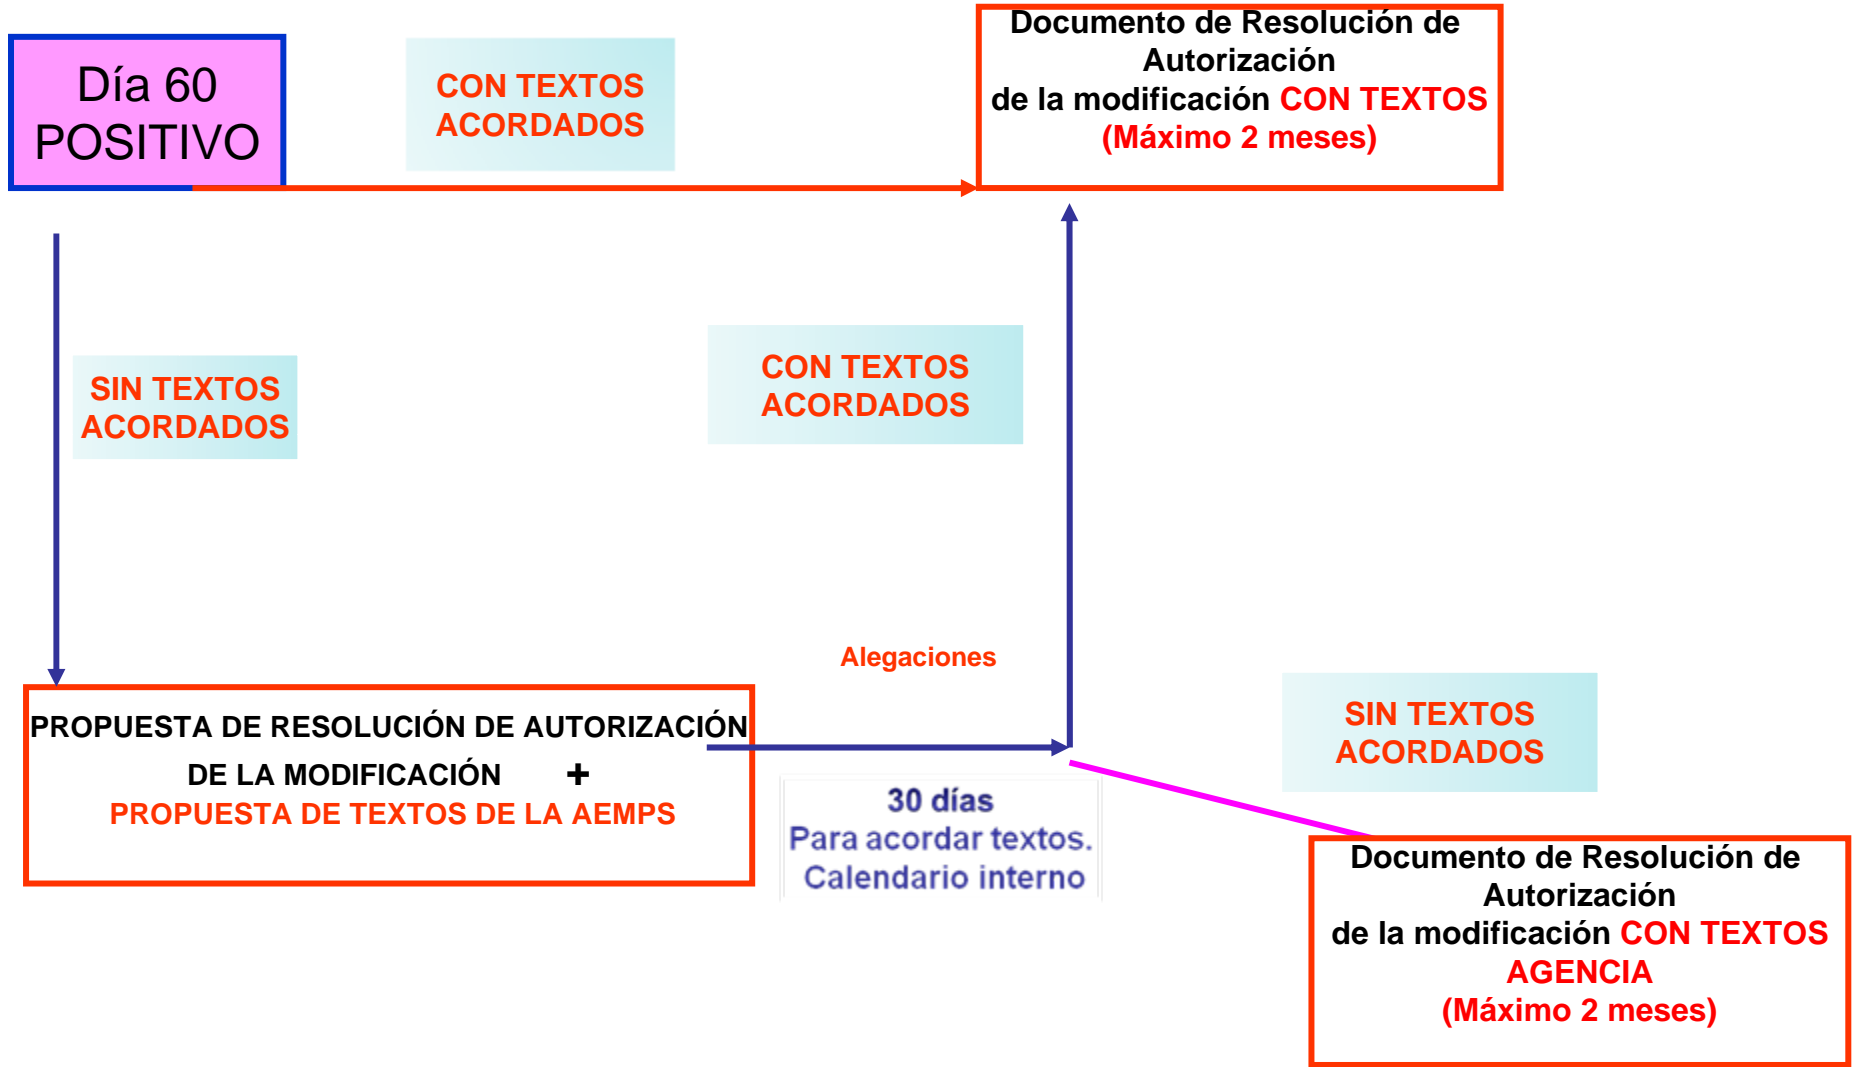 Día 60
POSITIVO
CON TEXTOS
ACORDADOS
Documento de Resolución de
Autorización
de la modificación CON TEXTOS
(Máximo 2 meses)
SIN TEXTOS
ACORDADOS
CON TEXTOS
ACORDADOS
Alegaciones
PROPUESTA DE RESOLUCIÓN DE AUTORIZACIÓN
DE LA MODIFICACIÓN +
PROPUESTA DE TEXTOS DE LA AEMPS
30 días
Para acordar textos.
Calendario interno
SIN TEXTOS
ACORDADOS
Documento de Resolución de
Autorización
de la modificación CON TEXTOS
AGENCIA
(Máximo 2 meses)